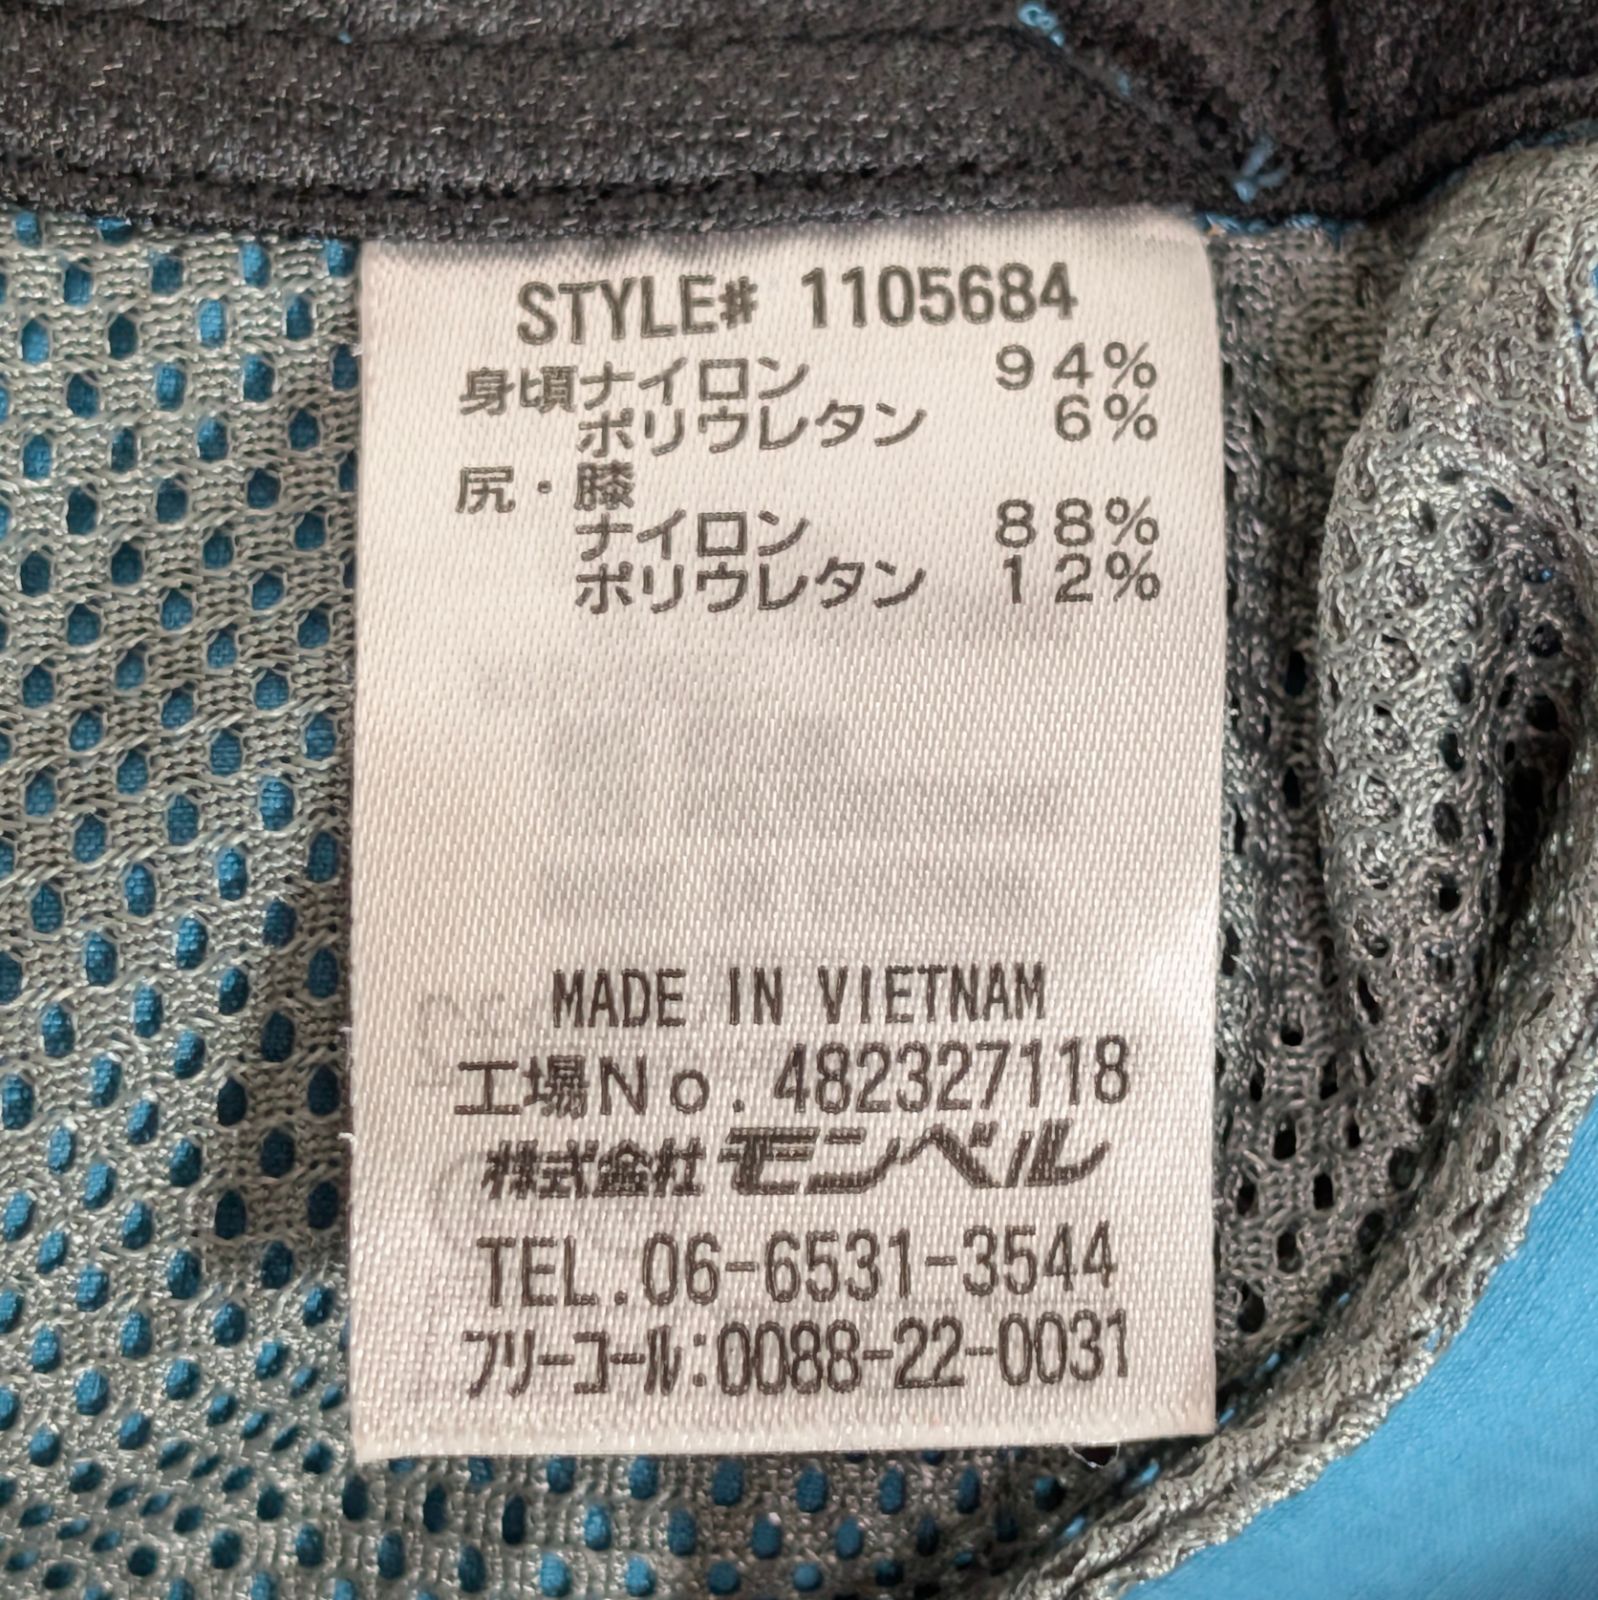 STYLE# 1105684
身頃ナイロン 94%
ポリウレタン 6%
尻・膝
ナイロン 88%
ポリウレタン 12%
MADE IN VIETNAM
工場No.482327118
株式会社モンベル
TEL.06-6531-3544
フリーコール:0088-22-0031